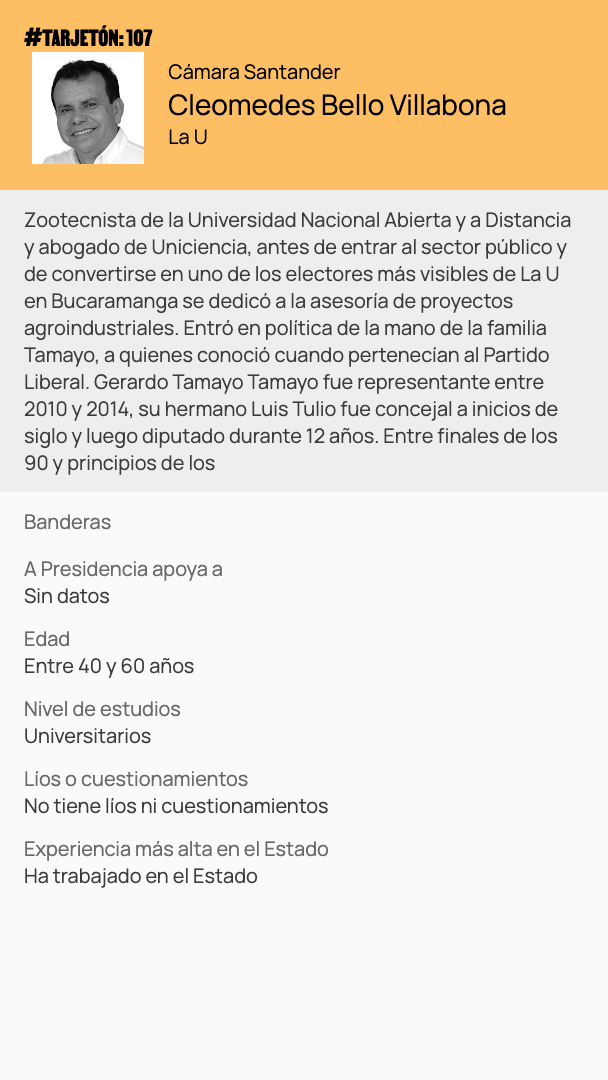 #TARJETÓN: 107
Cámara Santander
Cleomedes Bello Villabona
La U
Zootecnista de la Universidad Nacional Abierta y a Distancia
y abogado de Uniciencia, antes de entrar al sector público y
de convertirse en uno de los electores más visibles de La U
en Bucaramanga se dedicó a la asesoría de proyectos
agroindustriales. Entró en política de la mano de la familia
Tamayo, a quienes conoció cuando pertenecían al Partido
Liberal. Gerardo Tamayo Tamayo fue representante entre
2010 y 2014, su hermano Luis Tulio fue concejal a inicios de
siglo y luego diputado durante 12 años. Entre finales de los
90 y principios de los
Banderas
A Presidencia apoya a
Sin datos
Edad
Entre 40 y 60 años
Nivel de estudios
Universitarios
Líos o cuestionamientos
No tiene líos ni cuestionamientos
Experiencia más alta en el Estado
Ha trabajado en el Estado